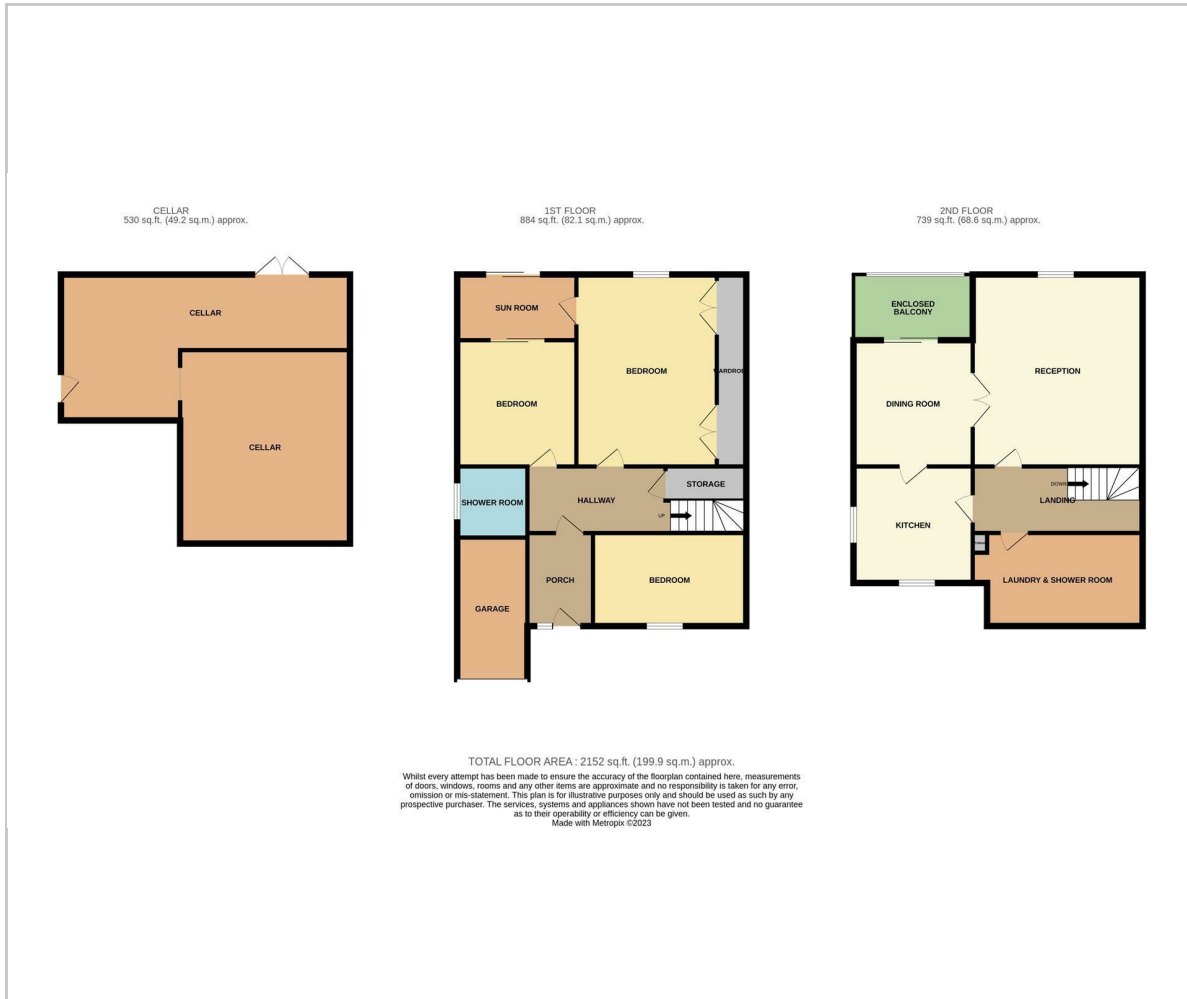 CELLAR
530 sq.ft. (49.2 sq.m.) approx.
CELLAR
CELLAR
1ST FLOOR
884 sq.ft. (82.1 sq.m.) approx.
SUN ROOM
BEDROOM
BEDROOM
SHOWER ROOM
HALLWAY
STORAGE
UP
PORCH
BEDROOM
GARAGE
2ND FLOOR
739 sq.ft. (68.6 sq.m.) approx.
ENCLOSED
BALCONY
RECEPTION
DINING ROOM
DOWN
LANDING
KITCHEN
LAUNDRY & SHOWER ROOM
TOTAL FLOOR AREA : 2152 sq.ft. (199.9 sq.m.) approx.
Whilst every attempt has been made to ensure the accuracy of the floorplan contained here, measurements
of doors, windows, rooms and any other items are approximate and no responsibility is taken for any error,
omission or mis-statement. This plan is for illustrative purposes only and should be used as such by any
prospective purchaser. The services, systems and appliances shown have not been tested and no guarantee
as to their operability or efficiency can be given.
Made with Metropix ©2023